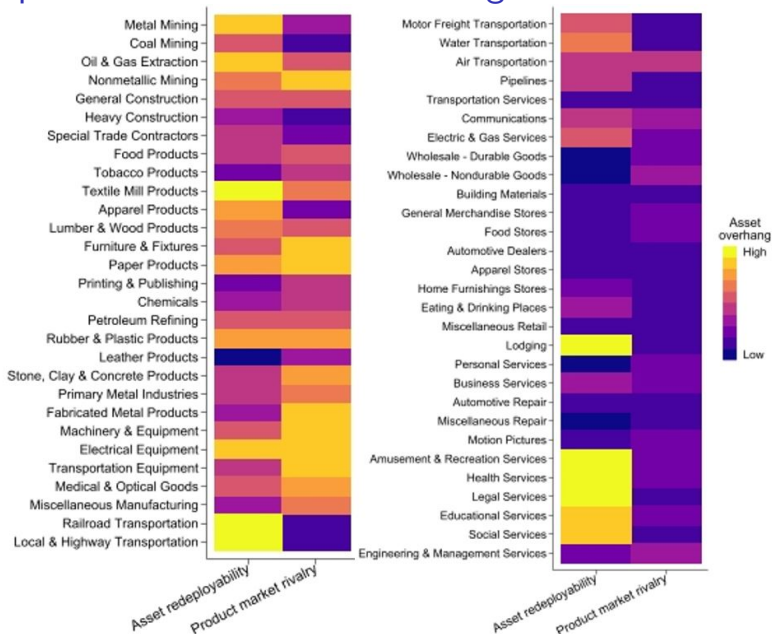 Metal Mining
Coal Mining
Oil & Gas Extraction
Nonmetallic Mining
General Construction
Heavy Construction
Special Trade Contractors
Food Products
Tobacco Products
Textile Mill Products
Apparel Products
Lumber & Wood Products
Furniture & Fixtures
Paper Products
Printing & Publishing
Chemicals
Petroleum Refining
Rubber & Plastic Products
Leather Products
Stone, Clay & Concrete Products
Primary Metal Industries
Fabricated Metal Products
Machinery & Equipment
Electrical Equipment
Transportation Equipment
Medical & Optical Goods
Miscellaneous Manufacturing
Railroad Transportation
Local & Highway Transportation
Asset redeployability
Product market rivalry
Motor Freight Transportation
Water Transportation
Air Transportation
Pipelines
Transportation Services
Communications
Electric & Gas Services
Wholesale - Durable Goods
Wholesale - Nondurable Goods
Building Materials
General Merchandise Stores
Food Stores
Automotive Dealers
Apparel Stores
Home Furnishings Stores
Eating & Drinking Places
Miscellaneous Retail
Lodging
Personal Services
Business Services
Automotive Repair
Miscellaneous Repair
Motion Pictures
Amusement & Recreation Services
Health Services
Legal Services
Educational Services
Social Services
Engineering & Management Services
Asset redeployability
Product market rivalry
Asset
overhang
High
Low